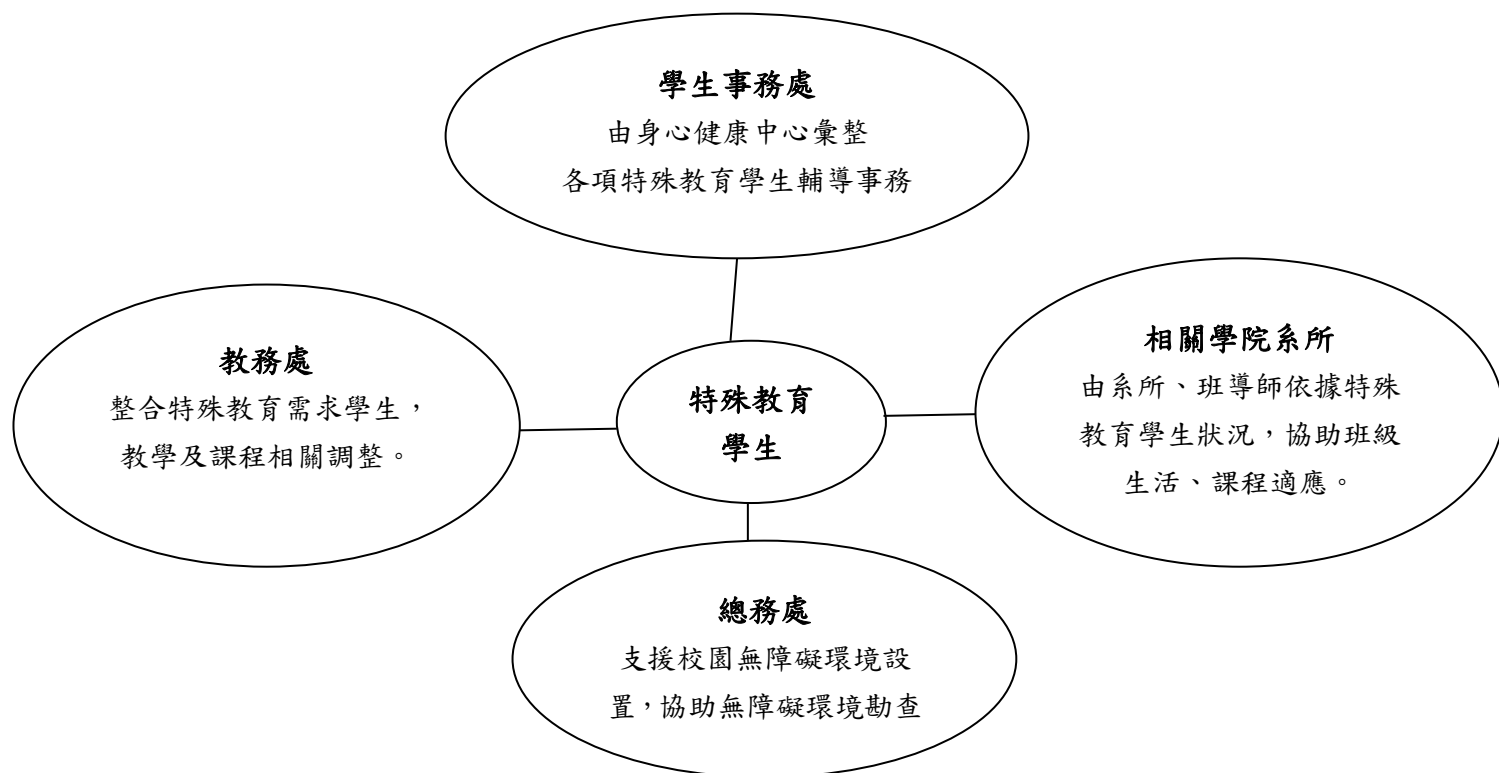 學生事務處
由身心健康中心彙整
各項特殊教育學生輔導事務
教務處
整合特殊教育需求學生，
教學及課程相關調整。
特殊教育
學生
相關學院系所
由系所、班導師依據特殊
教育學生狀況，協助班級
生活、課程適應。
總務處
支援校園無障礙環境設
置，協助無障礙環境勘查